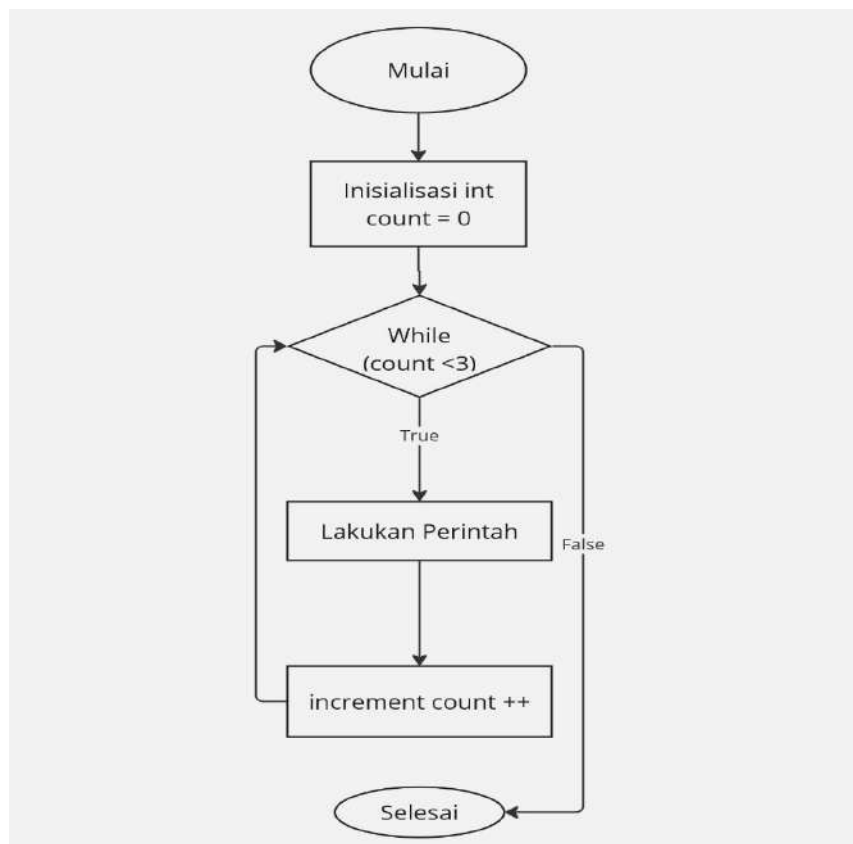 Mulai
Inisialisasi int
count = 0
While
(count <3)
True
Lakukan Perintah
False
increment count ++
Selesai